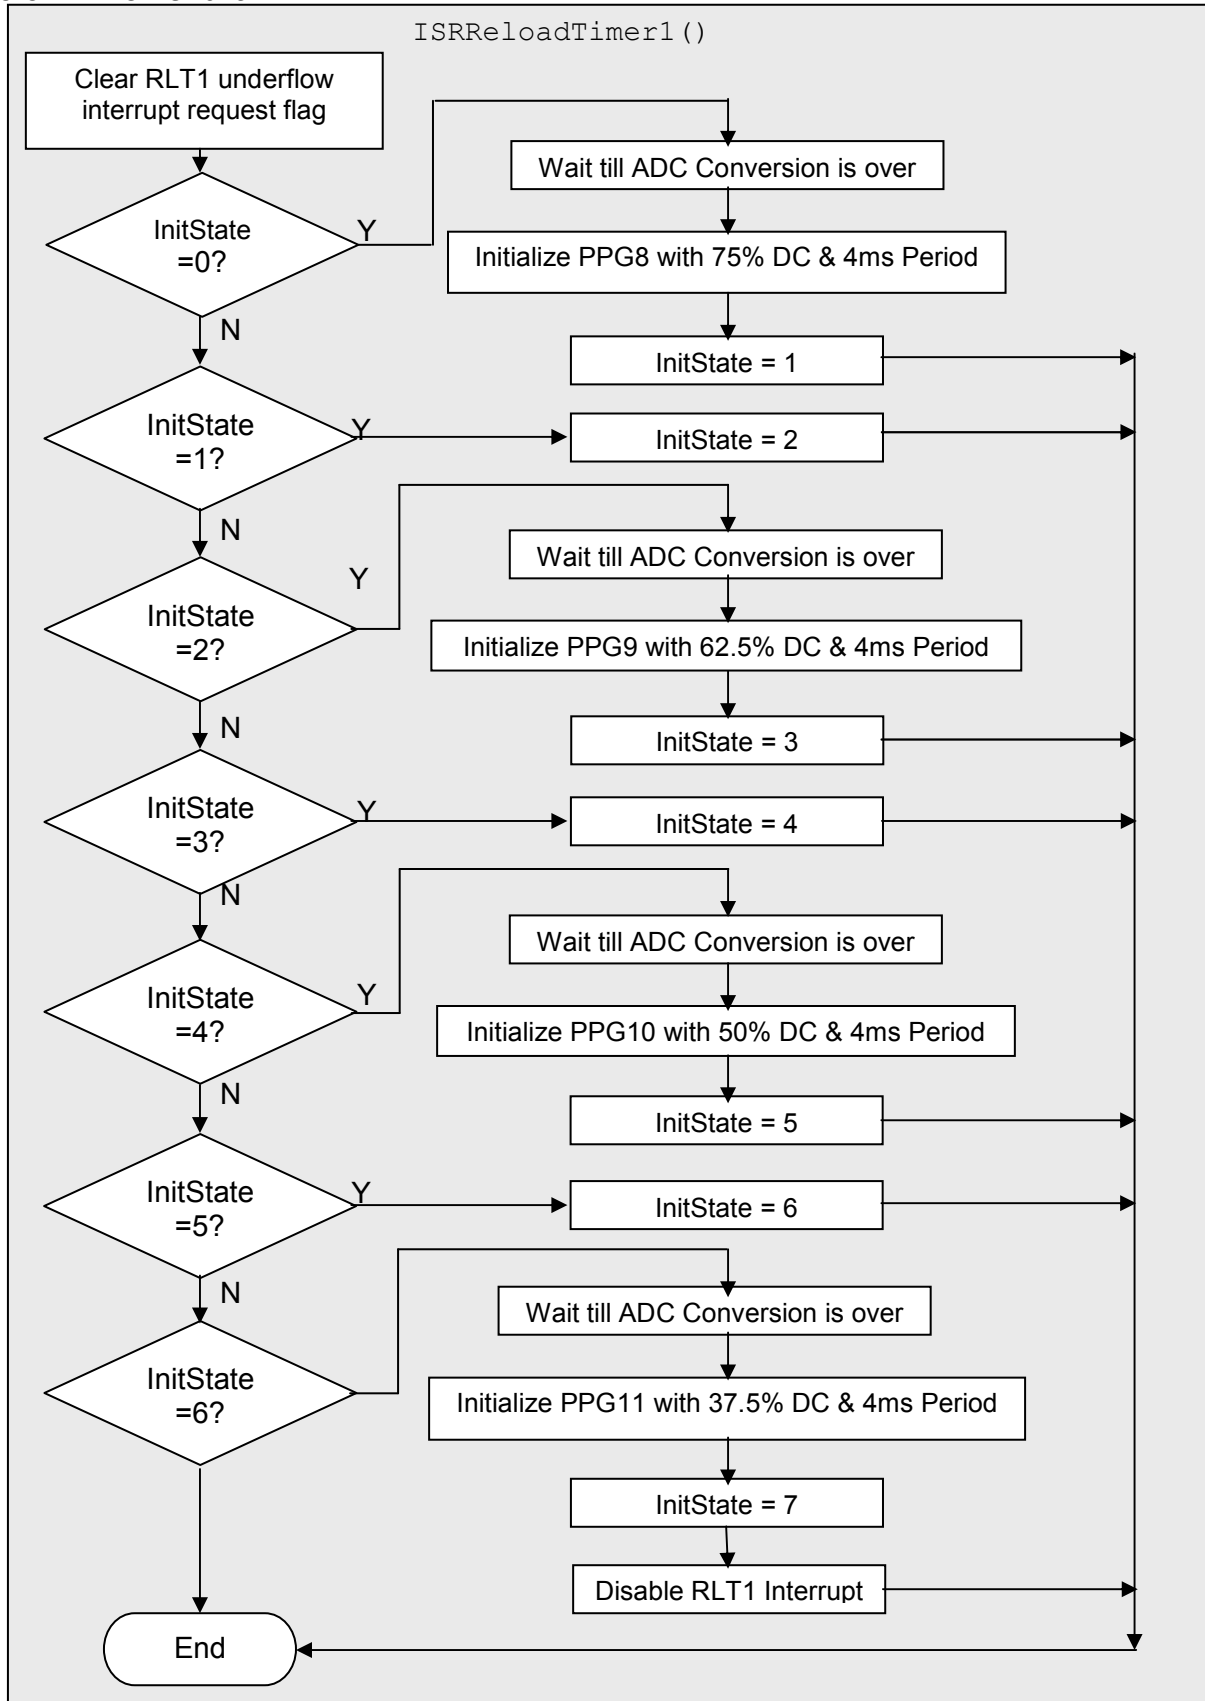 ISRReloadTimer1()
Clear RLT1 underflow
interrupt request flag
Wait till ADC Conversion is over
InitState
=0?
Y
Initialize PPG8 with 75% DC & 4ms Period
N
InitState = 1
InitState
=1?
Y
InitState = 2
N
Wait till ADC Conversion is over
InitState
=2?
Y
Initialize PPG9 with 62.5% DC & 4ms Period
N
InitState = 3
InitState
=3?
Y
InitState = 4
N
Wait till ADC Conversion is over
InitState
=4?
Y
Initialize PPG10 with 50% DC & 4ms Period
N
InitState = 5
InitState
=5?
Y
InitState = 6
N
Wait till ADC Conversion is over
InitState
=6?
Initialize PPG11 with 37.5% DC & 4ms Period
InitState = 7
Disable RLT1 Interrupt
End